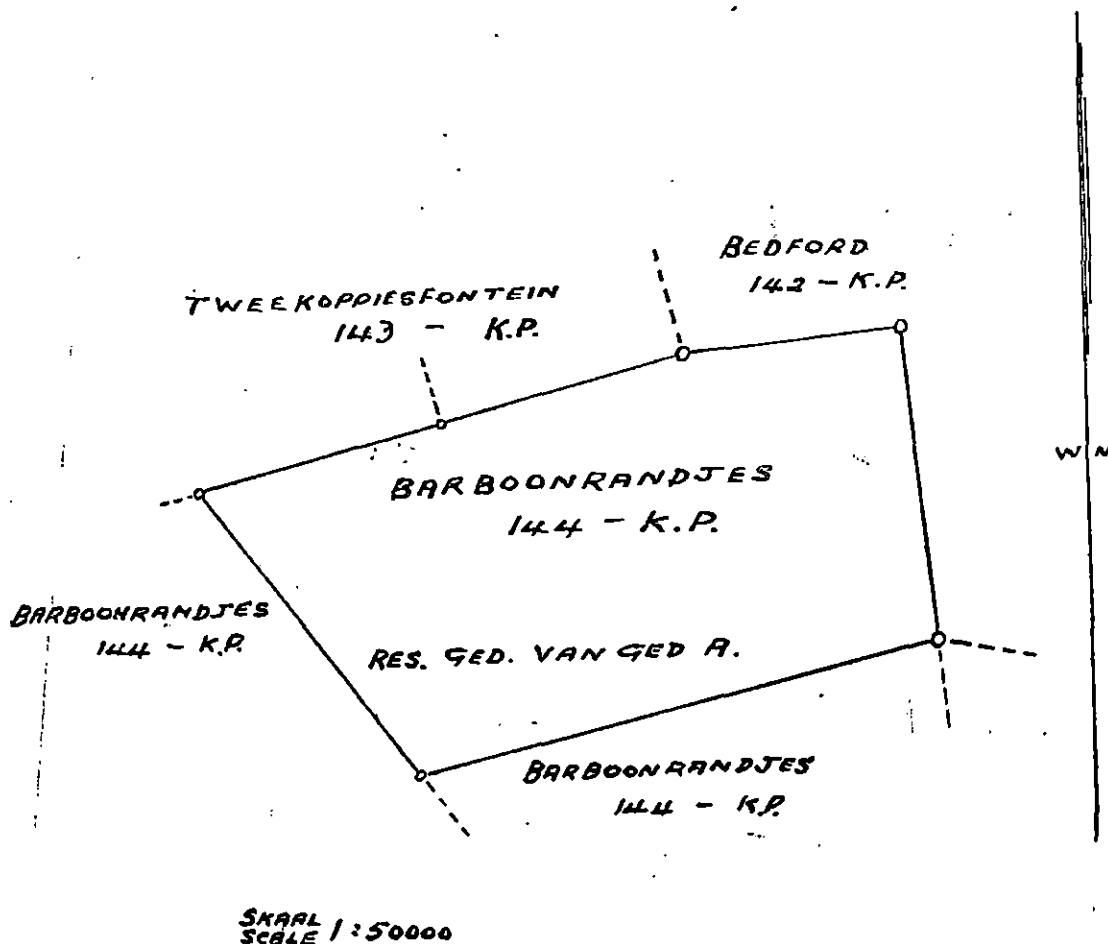 BEDFORD
142 - K.P.
TWEEKOPPIESFONTEIN
143 - K.P.
W N
BARBOONRANDJES
144 - K.P.
BARBOONRANDJES
144 - K.P.
RES. GED. VAN GED A.
BARBOONRANDJES
144 - K.P.
SKAAL
SCALE 1:50000